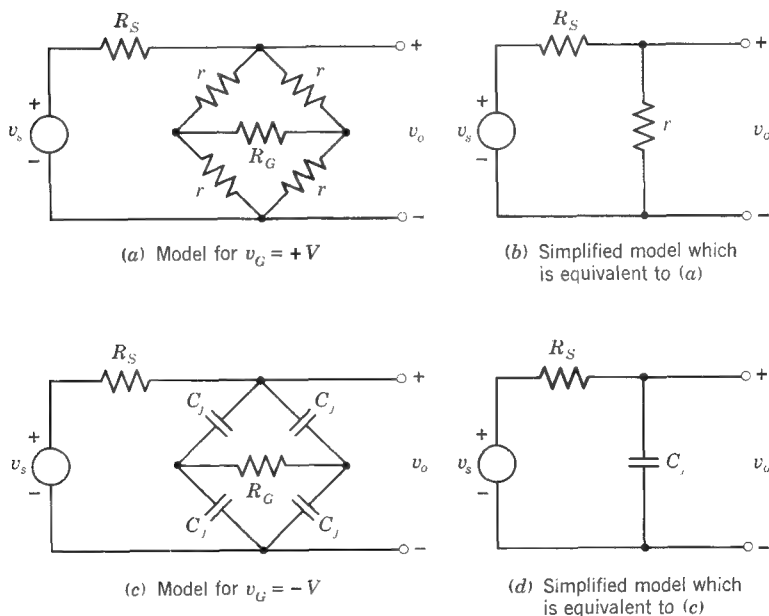 R_S
r
r
+
v_s
−
R_G
r
r
+
v_o
−
(a) Model for v_G = + V
R_S
+
v_s
−
r
+
v_o
−
(b) Simplified model which
is equivalent to (a)
R_S
C_j
C_j
+
v_s
−
R_G
C_j
C_j
+
v_o
−
(c) Model for v_G = − V
R_S
+
v_s
−
C_j
+
v_o
−
(d) Simplified model which
is equivalent to (c)